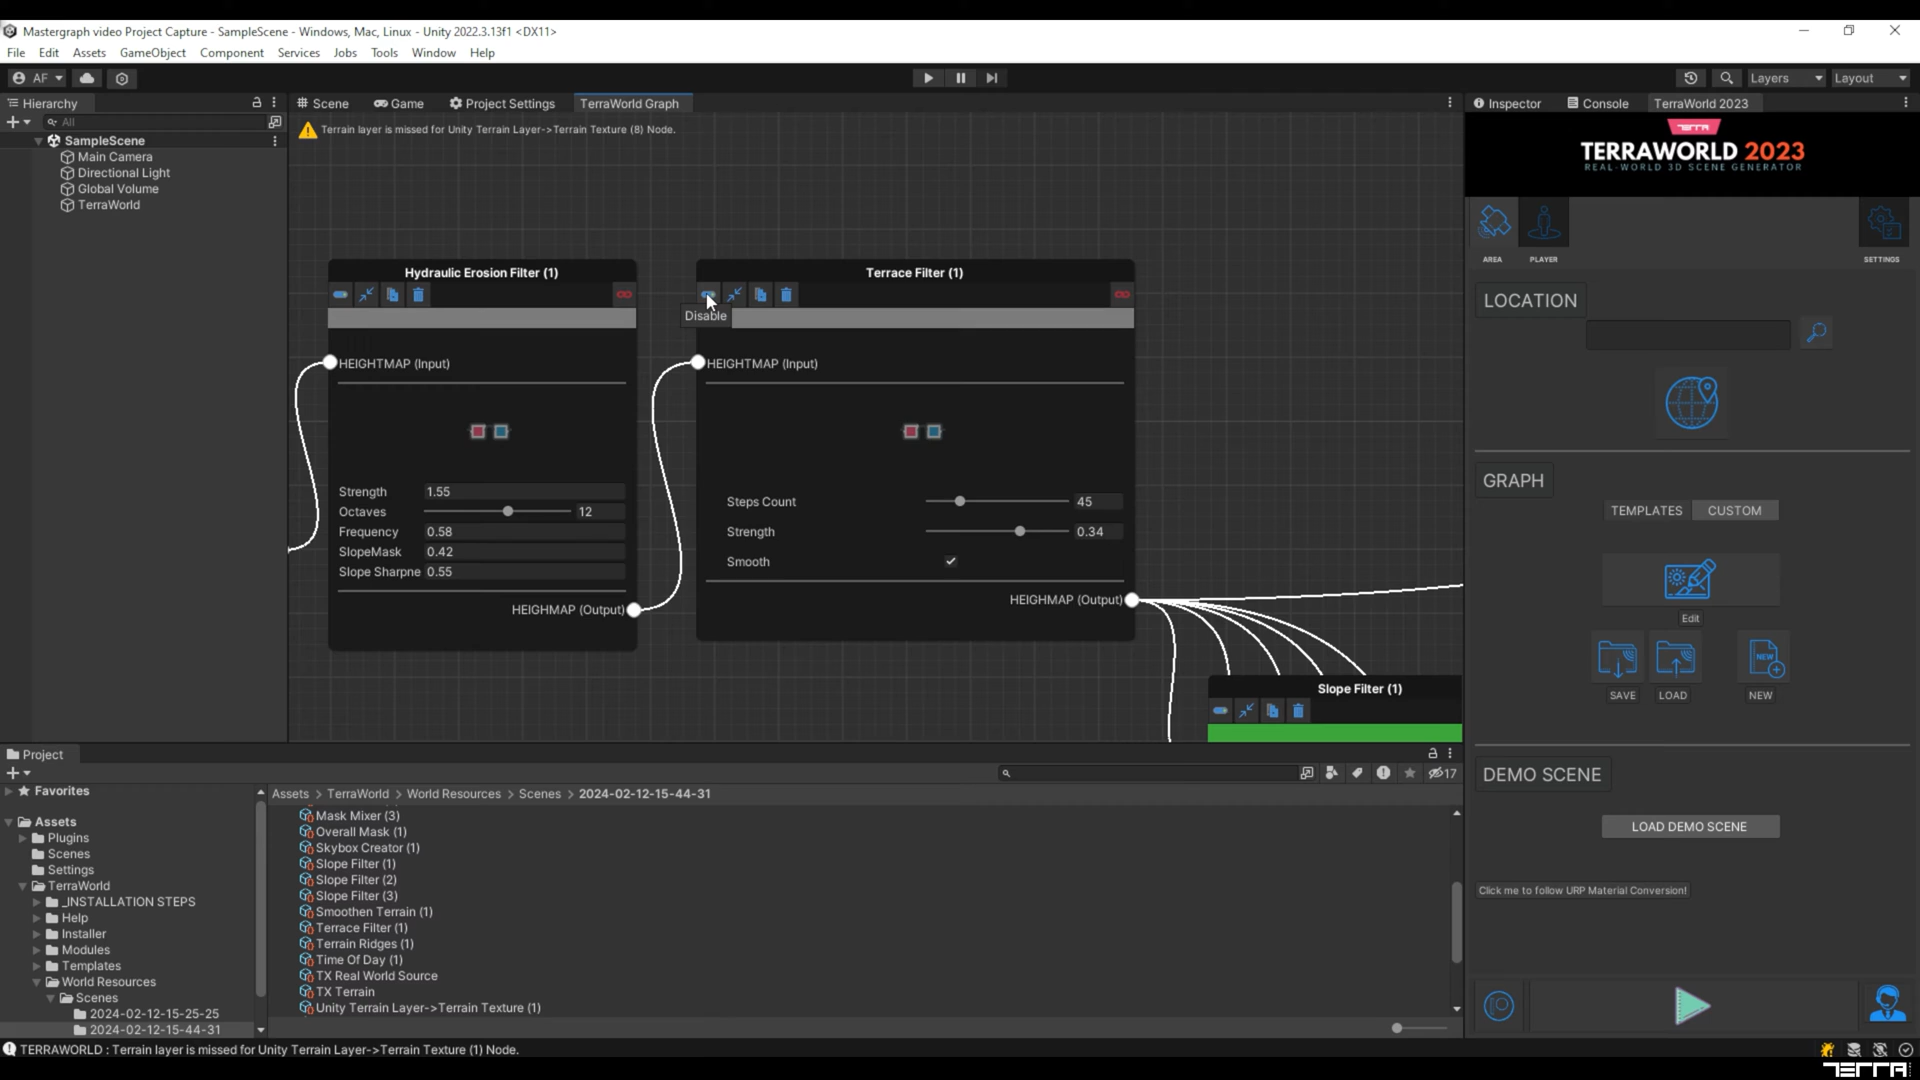 Mastergraph video Project Capture - SampleScene - Windows, Mac, Linux - Unity 2022.3.13f1 <DX11>
File Edit Assets GameObject Component Services Jobs Tools Window Help
AF Layers Layout
Hierarchy
All
SampleScene
Main Camera
Directional Light
Global Volume
TerraWorld
Scene Game Project Settings TerraWorld Graph
Terrain layer is missed for Unity Terrain Layer->Terrain Texture (8) Node.
Hydraulic Erosion Filter (1)
HEIGHTMAP (Input)
Strength 1.55
Octaves 12
Frequency 0.58
SlopeMask 0.42
Slope Sharpne 0.55
HEIGHMAP (Output)
Terrace Filter (1)
Disable
HEIGHTMAP (Input)
Steps Count 45
Strength 0.34
Smooth
HEIGHMAP (Output)
Slope Filter (1)
Inspector Console TerraWorld 2023
TERRA
TERRAWORLD 2023
REAL-WORLD 3D SCENE GENERATOR
AREA PLAYER SETTINGS
LOCATION
GRAPH
TEMPLATES CUSTOM
Edit
NEW
SAVE LOAD NEW
DEMO SCENE
LOAD DEMO SCENE
Click me to follow URP Material Conversion!
Project
17
Favorites
Assets
Plugins
Scenes
Settings
TerraWorld
_INSTALLATION STEPS
Help
Installer
Modules
Templates
World Resources
Scenes
2024-02-12-15-25-25
2024-02-12-15-44-31
Assets > TerraWorld > World Resources > Scenes > 2024-02-12-15-44-31
Mask Mixer (3)
Overall Mask (1)
Skybox Creator (1)
Slope Filter (1)
Slope Filter (2)
Slope Filter (3)
Smoothen Terrain (1)
Terrace Filter (1)
Terrain Ridges (1)
Time Of Day (1)
TX Real World Source
TX Terrain
Unity Terrain Layer->Terrain Texture (1)
TERRAWORLD : Terrain layer is missed for Unity Terrain Layer->Terrain Texture (1) Node.
TERRA